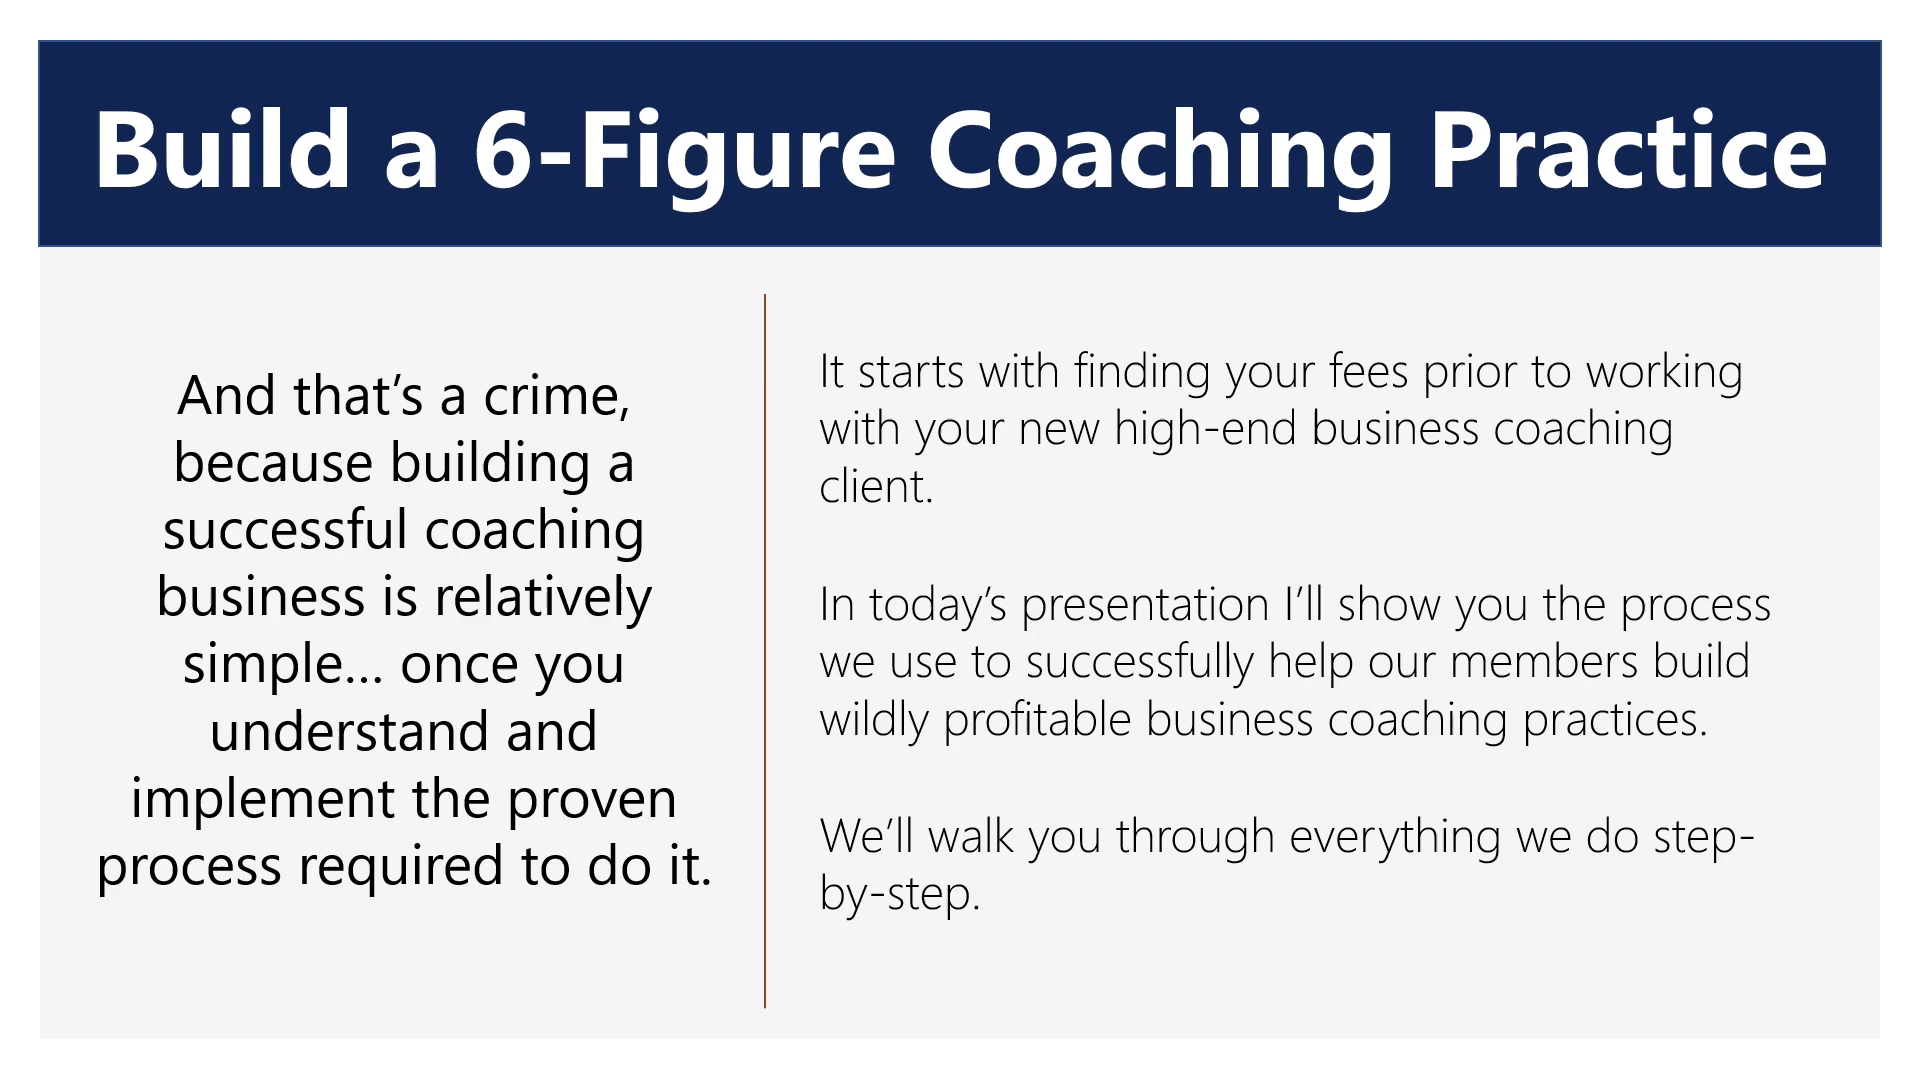 Build a 6-Figure Coaching Practice
And that’s a crime,
because building a
successful coaching
business is relatively
simple… once you
understand and
implement the proven
process required to do it.
It starts with finding your fees prior to working
with your new high-end business coaching
client.
In today’s presentation I’ll show you the process
we use to successfully help our members build
wildly profitable business coaching practices.
We’ll walk you through everything we do step-
by-step.